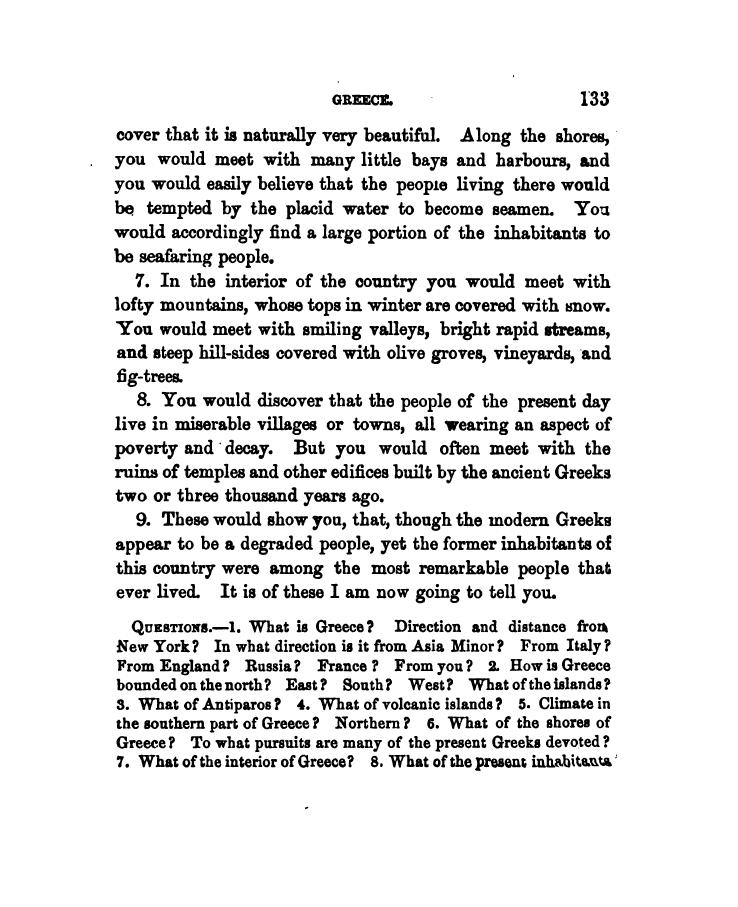 GREECE. 133
cover that it is naturally very beautiful. Along the shores,
you would meet with many little bays and harbours, and
you would easily believe that the people living there would
be tempted by the placid water to become seamen. You
would accordingly find a large portion of the inhabitants to
be seafaring people.
7. In the interior of the country you would meet with
lofty mountains, whose tops in winter are covered with snow.
You would meet with smiling valleys, bright rapid streams,
and steep hill-sides covered with olive groves, vineyards, and
fig-trees.
8. You would discover that the people of the present day
live in miserable villages or towns, all wearing an aspect of
poverty and decay. But you would often meet with the
ruins of temples and other edifices built by the ancient Greeks
two or three thousand years ago.
9. These would show you, that, though the modern Greeks
appear to be a degraded people, yet the former inhabitants of
this country were among the most remarkable people that
ever lived. It is of these I am now going to tell you.
QUESTIONS.—1. What is Greece? Direction and distance from
New York? In what direction is it from Asia Minor? From Italy?
From England? Russia? France? From you? 2. How is Greece
bounded on the north? East? South? West? What of the islands?
3. What of Antiparos? 4. What of volcanic islands? 5. Climate in
the southern part of Greece? Northern? 6. What of the shores of
Greece? To what pursuits are many of the present Greeks devoted?
7. What of the interior of Greece? 8. What of the present inhabitants